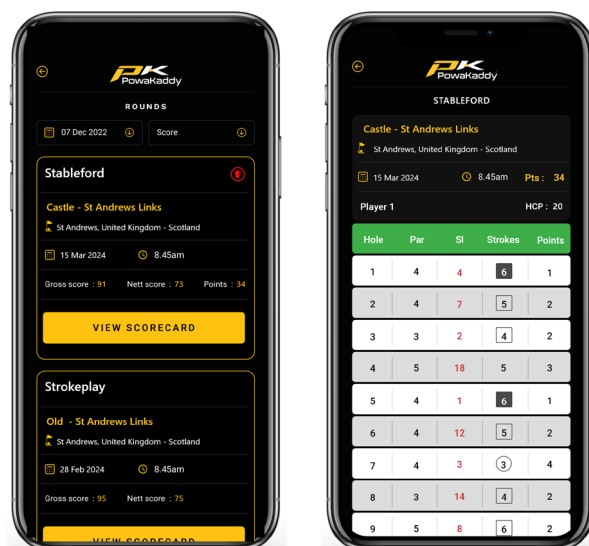 PK
PowaKaddy
ROUNDS
07 Dec 2022
Score
Stableford
Castle - St Andrews Links
St Andrews, United Kingdom - Scotland
15 Mar 2024 8.45am
Gross score : 91 Nett score : 73 Points : 34
VIEW SCORECARD
Strokeplay
Old - St Andrews Links
St Andrews, United Kingdom - Scotland
28 Feb 2024 8.45am
Gross score : 95 Nett score : 75
VIEW SCORECARD
PK
PowaKaddy
STABLEFORD
Castle - St Andrews Links
St Andrews, United Kingdom - Scotland
15 Mar 2024 8.45am Pts : 34
Player 1 HCP : 20
Hole Par SI Strokes Points
1 4 4 6 1
2 4 7 5 2
3 3 2 4 2
4 5 18 5 3
5 4 1 6 1
6 4 12 5 2
7 4 3 3 4
8 3 14 4 2
9 5 8 6 2